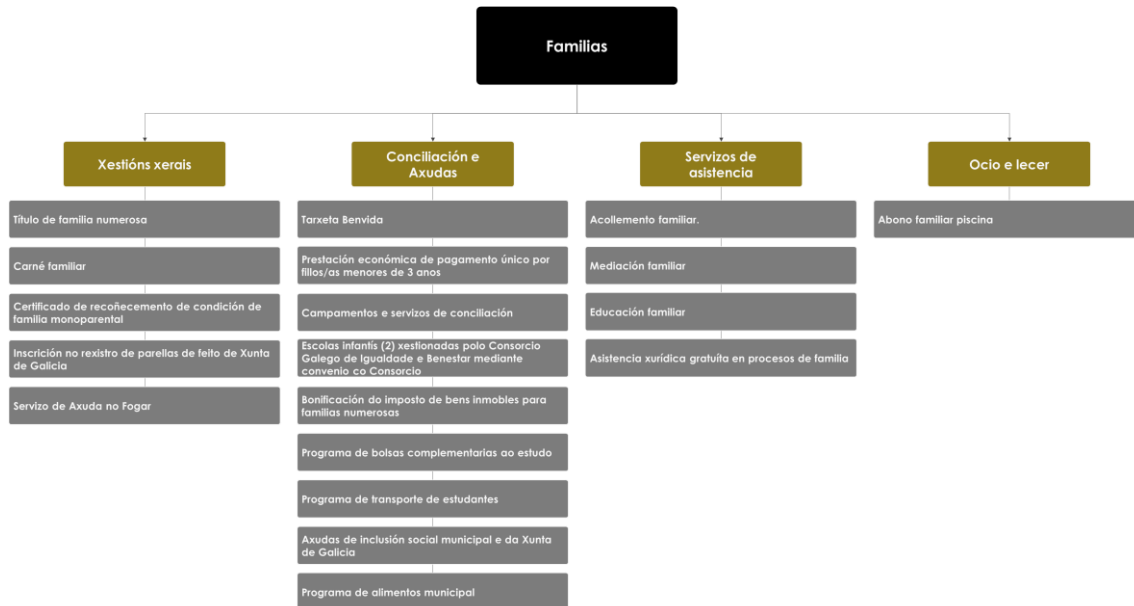 Familias
Xestións xerais
Título de familia numerosa
Carné familiar
Certificado de recoñecemento de condición de
familia monoparental
Inscrición no rexistro de parellas de feito de Xunta
de Galicia
Servizo de Axuda no Fogar
Conciliación e
Axudas
Tarxeta Benvida
Prestación económica de pagamento único por
fillos/as menores de 3 anos
Campamentos e servizos de conciliación
Escolas infantís (2) xestionadas polo Consorcio
Galego de Igualdade e Benestar mediante
convenio co Consorcio
Bonificación do imposto de bens inmobles para
familias numerosas
Programa de bolsas complementarias ao estudo
Programa de transporte de estudantes
Axudas de inclusión social municipal e da Xunta
de Galicia
Programa de alimentos municipal
Servizos de
asistencia
Acollemento familiar.
Mediación familiar
Educación familiar
Asistencia xurídica gratuíta en procesos de familia
Ocio e lecer
Abono familiar piscina